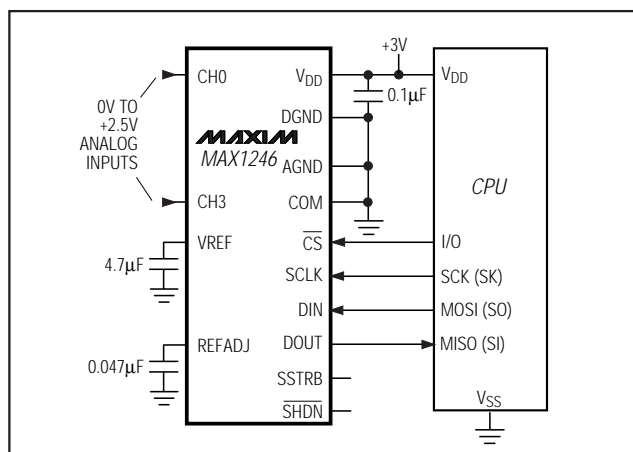 +3V
CH0
VDD
VDD
0.1µF
0V TO
+2.5V
ANALOG
INPUTS
DGND
MAXIM
MAX1246
AGND
CPU
CH3
COM
VREF
CS
I/O
4.7µF
SCLK
SCK (SK)
DIN
MOSI (SO)
REFADJ
DOUT
MISO (SI)
0.047µF
SSTRB
SHDN
VSS